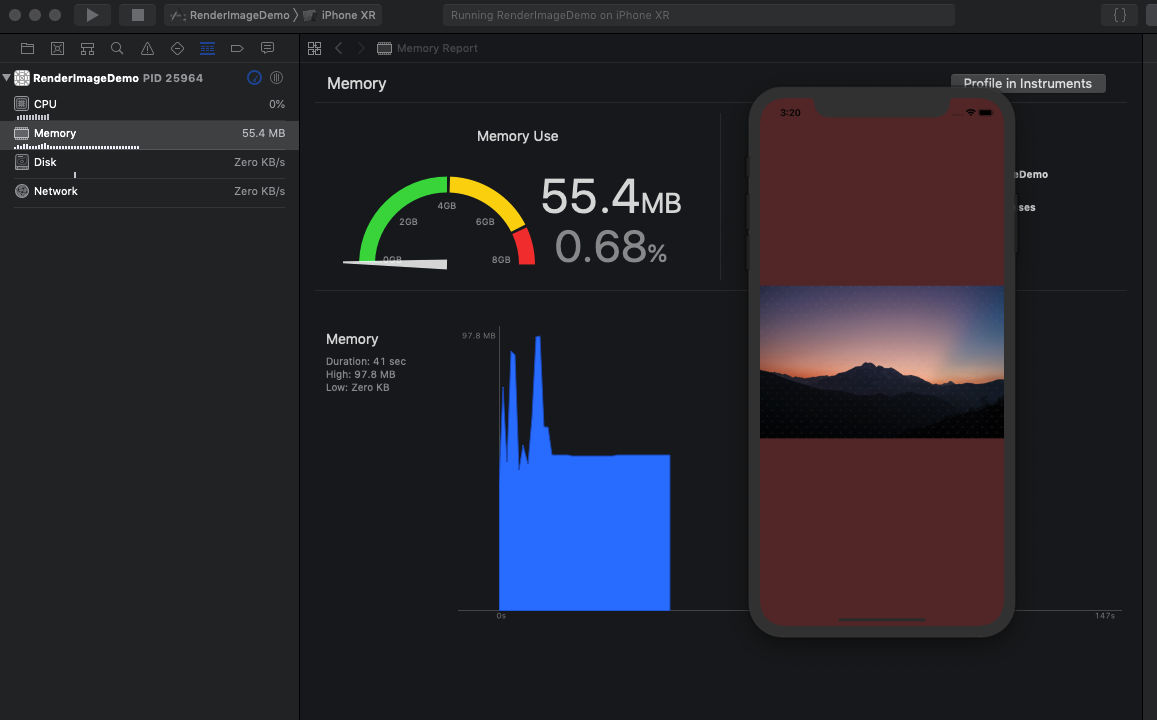 RenderImageDemo iPhone XR
Running RenderImageDemo on iPhone XR
{ }
Memory Report
RenderImageDemo PID 25964
CPU 0%
Memory 55.4 MB
Disk Zero KB/s
Network Zero KB/s
Memory
Profile in Instruments
Memory Use
0GB
2GB
4GB
6GB
8GB
55.4MB
0.68%
eDemo
ses
Memory
Duration: 41 sec
High: 97.8 MB
Low: Zero KB
97.8 MB
0s
147s
3:20